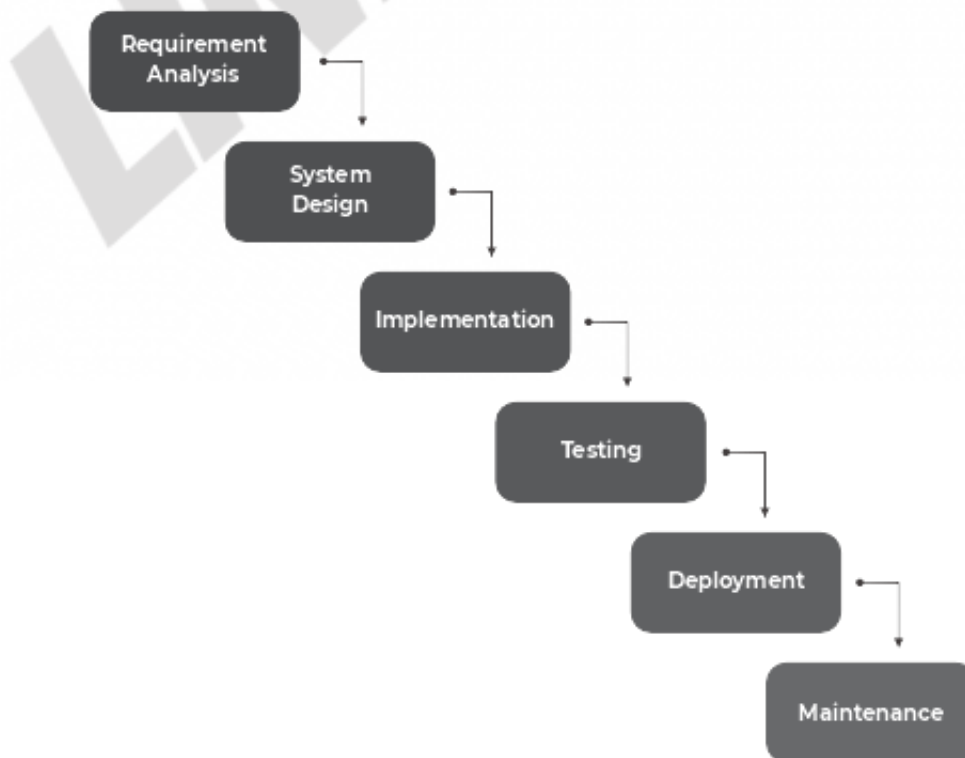 Requirement
Analysis
System
Design
Implementation
Testing
Deployment
Maintenance